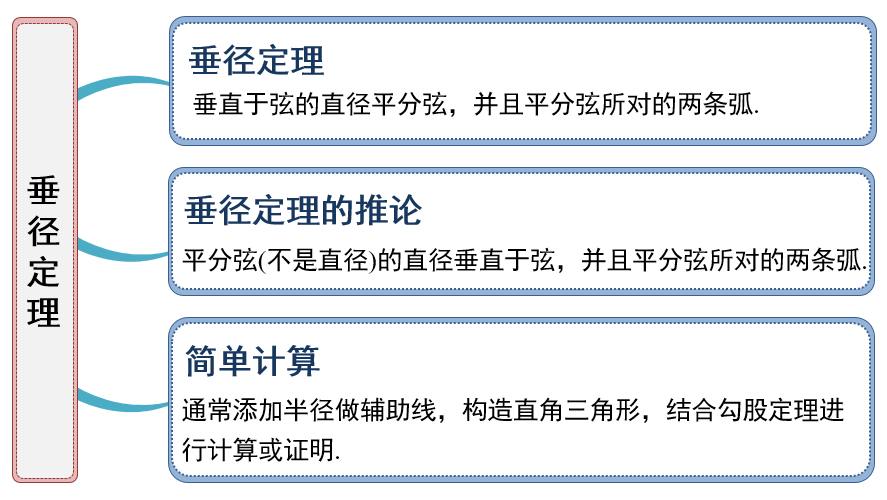 垂径定理
垂径定理
垂直于弦的直径平分弦，并且平分弦所对的两条弧.
垂径定理的推论
平分弦(不是直径)的直径垂直于弦，并且平分弦所对的两条弧.
简单计算
通常添加半径做辅助线，构造直角三角形，结合勾股定理进
行计算或证明.